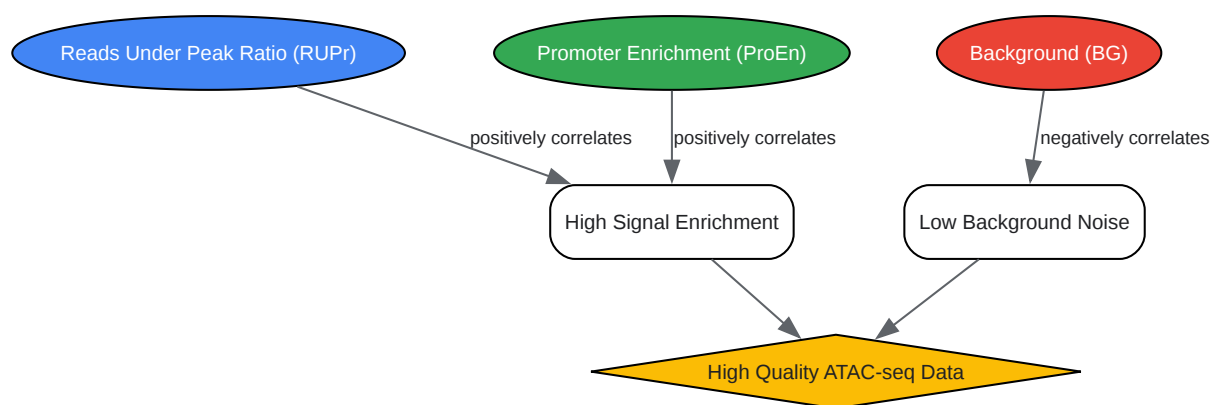 Reads Under Peak Ratio (RUPr)
Promoter Enrichment (ProEn)
Background (BG)
positively correlates
positively correlates
negatively correlates
High Signal Enrichment
Low Background Noise
High Quality ATAC-seq Data